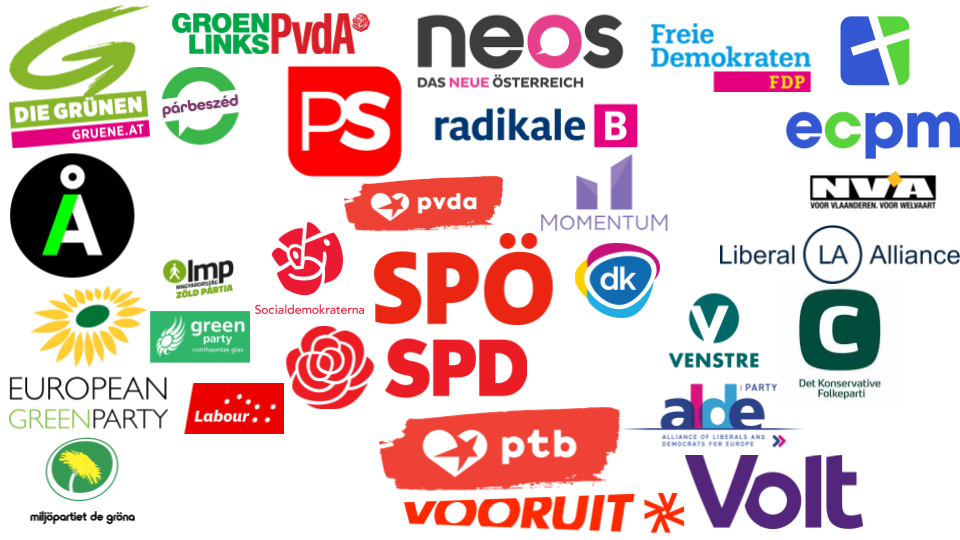 DIE GRÜNEN
GRUENE.AT
GROEN
LINKS PvdA
neos
DAS NEUE ÖSTERREICH
Freie
Demokraten
FDP
párbeszéd
PS
radikale B
ecpm
Å
pvda
MOMENTUM
N-VA
VOOR VLAANDEREN. VOOR WELVAART
Liberal LA Alliance
lmp
MAGYARORSZÁG
ZÖLD PÁRTJA
Socialdemokraterna
SPÖ
dk
green
party
comhaontas glas
V
VENSTRE
C
Det Konservative
Folkeparti
EUROPEAN
GREENPARTY
Labour
SPD
PARTY
alde
ALLIANCE OF LIBERALS AND
DEMOCRATS FOR EUROPE
ptb
miljöpartiet de gröna
VOORUIT
Volt